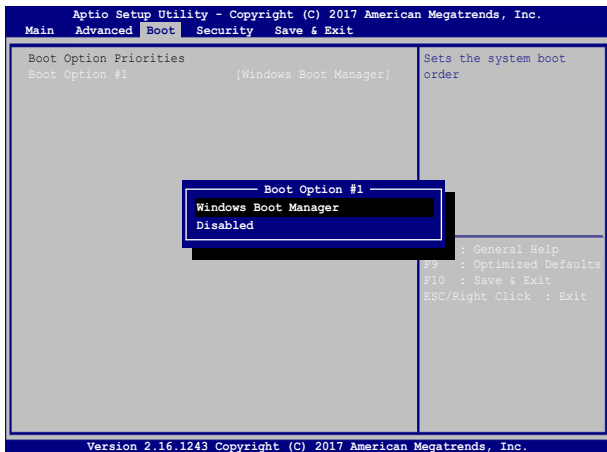 Aptio Setup Utility - Copyright (C) 2017 American Megatrends, Inc.
Main Advanced Boot Security Save & Exit
Boot Option Priorities
Boot Option #1 [Windows Boot Manager]
Sets the system boot
order
Boot Option #1
Windows Boot Manager
Disabled
: General Help
F9 : Optimized Defaults
F10 : Save & Exit
ESC/Right Click : Exit
Version 2.16.1243 Copyright (C) 2017 American Megatrends, Inc.